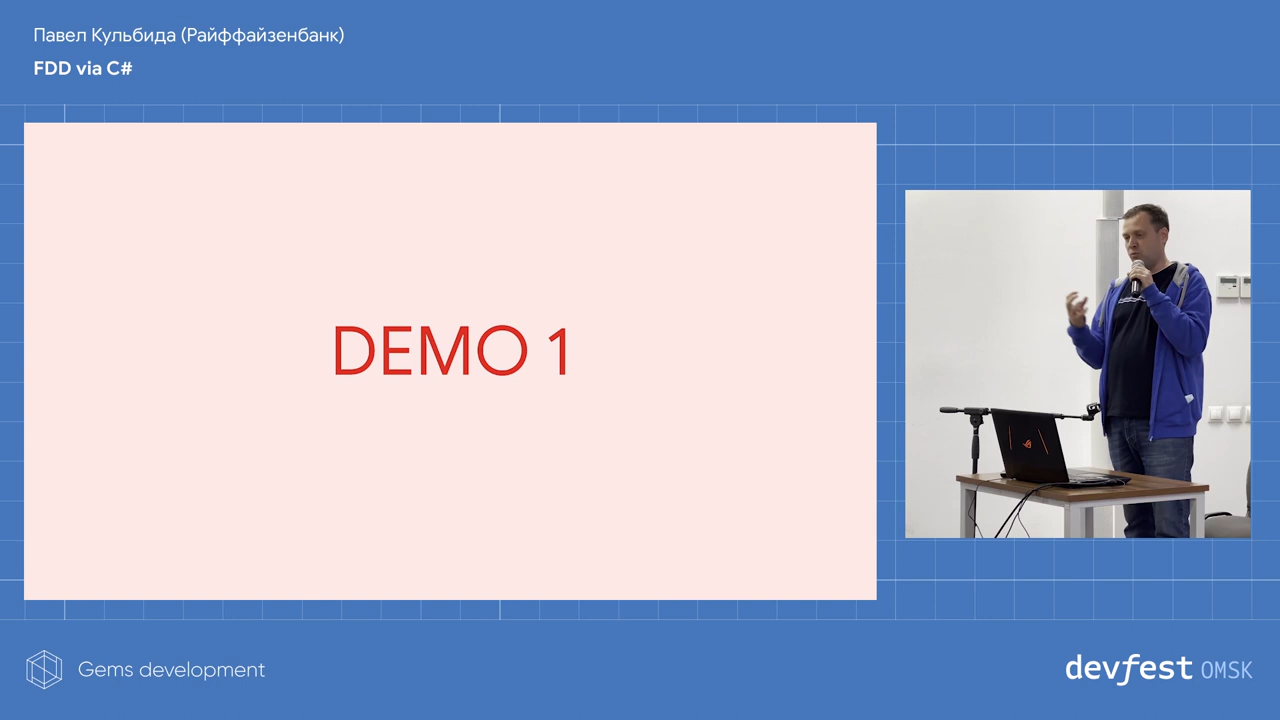 Павел Кульбида (Райффайзенбанк)
FDD via C#
DEMO 1
Gems development
devfest OMSK